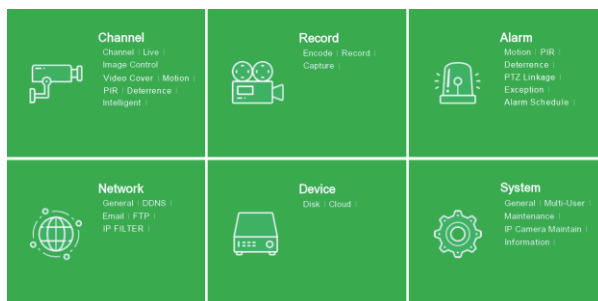 Channel
Channel | Live |
Image Control
Video Cover | Motion |
PIR | Deterrence |
Intelligent |
Record
Encode | Record |
Capture |
Alarm
Motion | PIR |
Deterrence |
PTZ Linkage |
Exception |
Alarm Schedule |
Network
General | DDNS |
Email | FTP |
IP FILTER |
Device
Disk | Cloud |
System
General | Multi-User |
Maintenance |
IP Camera Maintain |
Information |